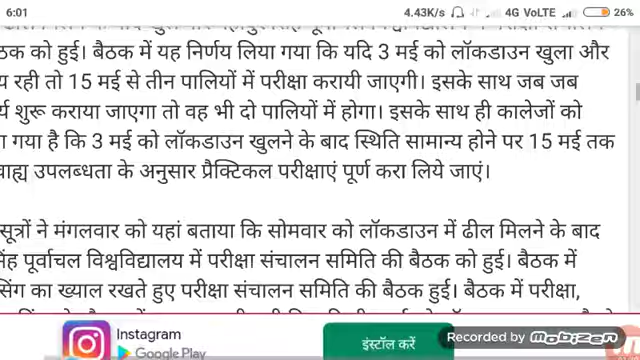 6:01 4.43K/s 4G VoLTE 26%
ठक को हुई। बैठक में यह निर्णय लिया गया कि यदि 3 मई को लॉकडाउन खुला और
य रही तो 15 मई से तीन पालियों में परीक्षा करायी जाएगी। इसके साथ जब जब
र्य शुरू कराया जाएगा तो वह भी दो पालियों में होगा। इसके साथ ही कालेजों को
ा गया है कि 3 मई को लॉकडाउन खुलने के बाद स्थिति सामान्य होने पर 15 मई तक
वाह्य उपलब्धता के अनुसार प्रैक्टिकल परीक्षाएं पूर्ण करा लिये जाएं।
सूत्रों ने मंगलवार को यहां बताया कि सोमवार को लॉकडाउन में ढील मिलने के बाद
िंह पूर्वांचल विश्वविद्यालय में परीक्षा संचालन समिति की बैठक को हुई। बैठक में
सिंग का ख्याल रखते हुए परीक्षा संचालन समिति की बैठक हुई। बैठक में परीक्षा,
Instagram
Google Play
इंस्टॉल करें
Recorded by mobizen